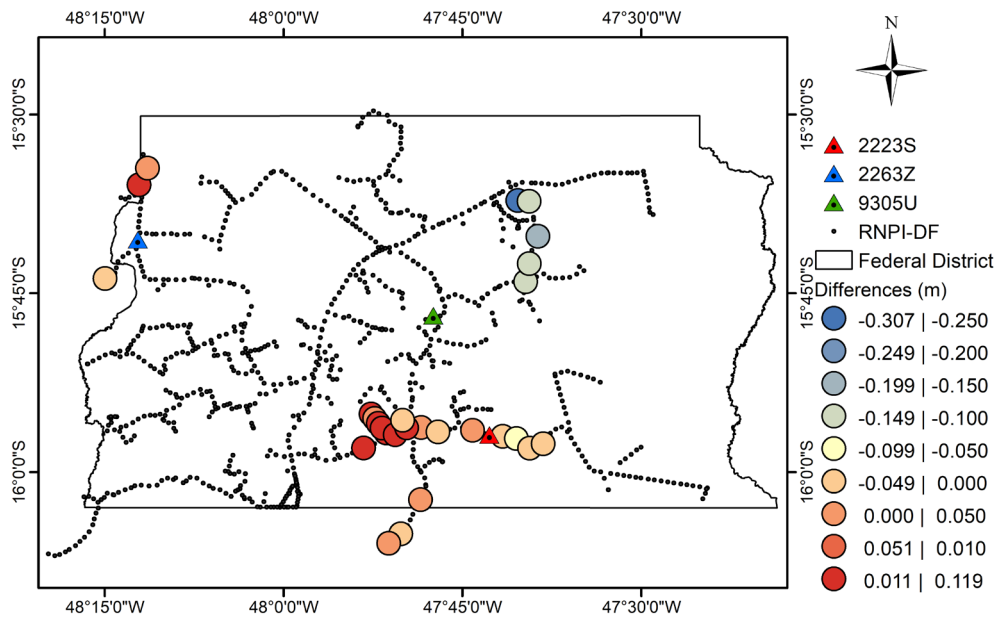 48°15'0"W 48°0'0"W 47°45'0"W 47°30'0"W
N
15°30'0"S 15°30'0"S
15°45'0"S 15°45'0"S
16°0'0"S 16°0'0"S
48°15'0"W 48°0'0"W 47°45'0"W 47°30'0"W
2223S
2263Z
9305U
RNPI-DF
Federal District
Differences (m)
-0.307 | -0.250
-0.249 | -0.200
-0.199 | -0.150
-0.149 | -0.100
-0.099 | -0.050
-0.049 | 0.000
0.000 | 0.050
0.051 | 0.010
0.011 | 0.119